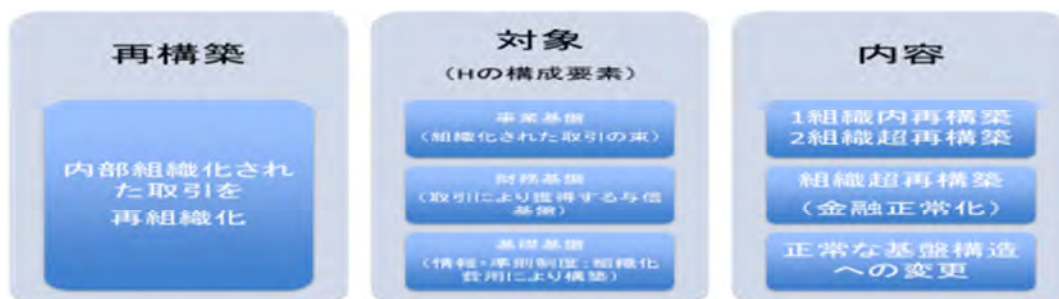 再構築
内部組織化され
た取引を
再組織化
対象
(Hの構成要素)
事業基盤
(組織化された取引の束)
財務基盤
(取引により獲得する与信
基盤)
基礎基盤
(情報・準則制度:組織化
費用により構築)
内容
1組織内再構築
2組織超再構築
組織超再構築
(金融正常化)
正常な基盤構造
への変更